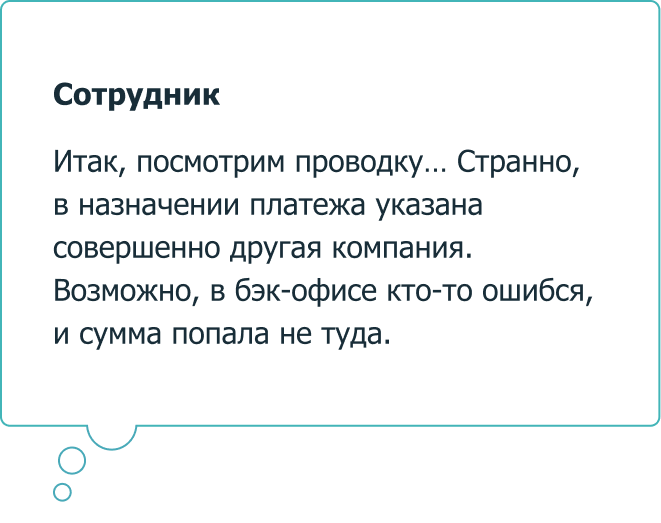 Сотрудник
Итак, посмотрим проводку… Странно,
в назначении платежа указана
совершенно другая компания.
Возможно, в бэк-офисе кто-то ошибся,
и сумма попала не туда.